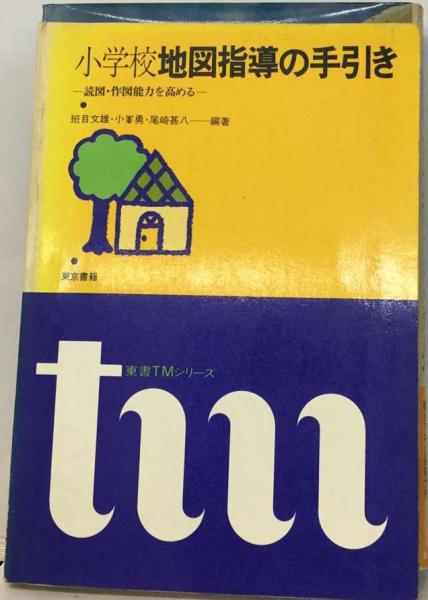 小学校地図指導の手引き
―読図・作図能力を高める―
班目文雄・小峯勇・尾崎甚八――編著
東京書籍
東書TMシリーズ
tm